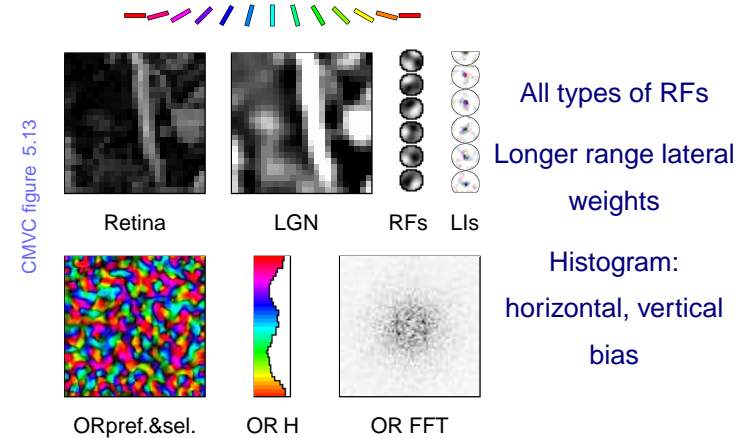 CMVC figure 5.13
Retina
LGN
RFs
LIs
ORpref.&sel.
OR H
OR FFT
All types of RFs
Longer range lateral
weights
Histogram:
horizontal, vertical
bias